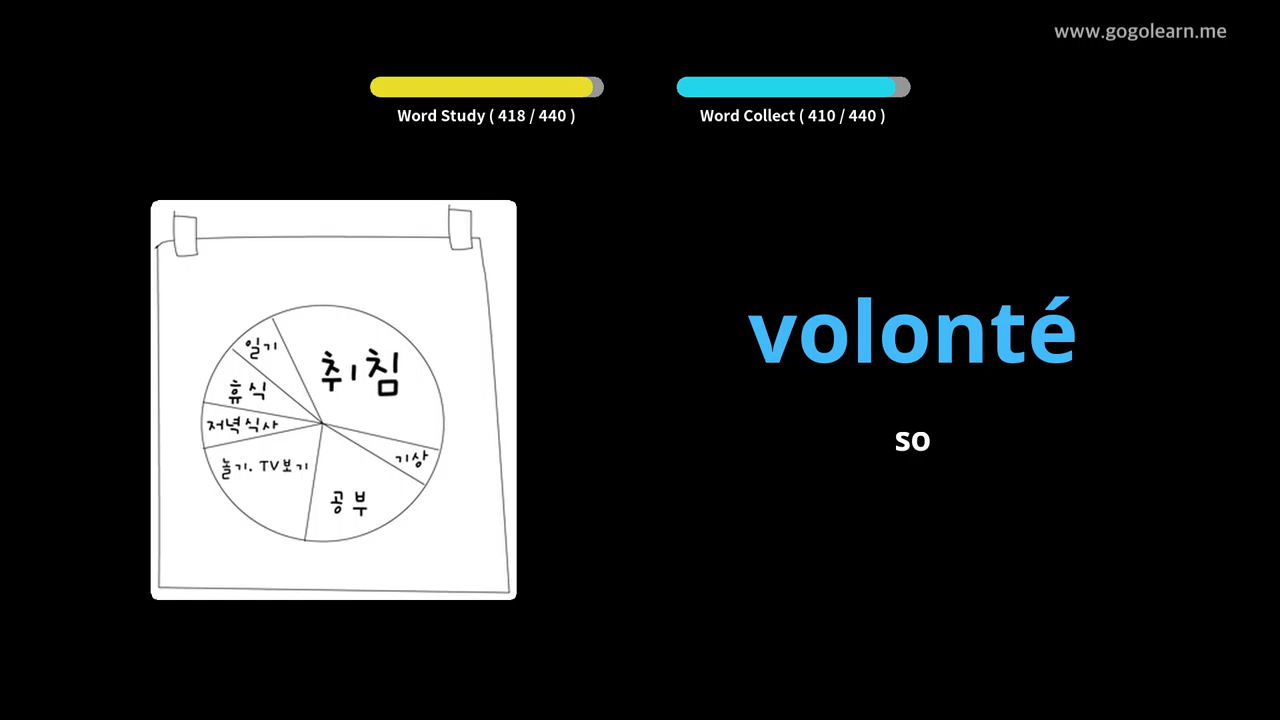 www.gogolearn.me
Word Study ( 418 / 440 )
Word Collect ( 410 / 440 )
일기
취침
휴식
저녁식사
놀기. TV보기
기상
공부
volonté
so